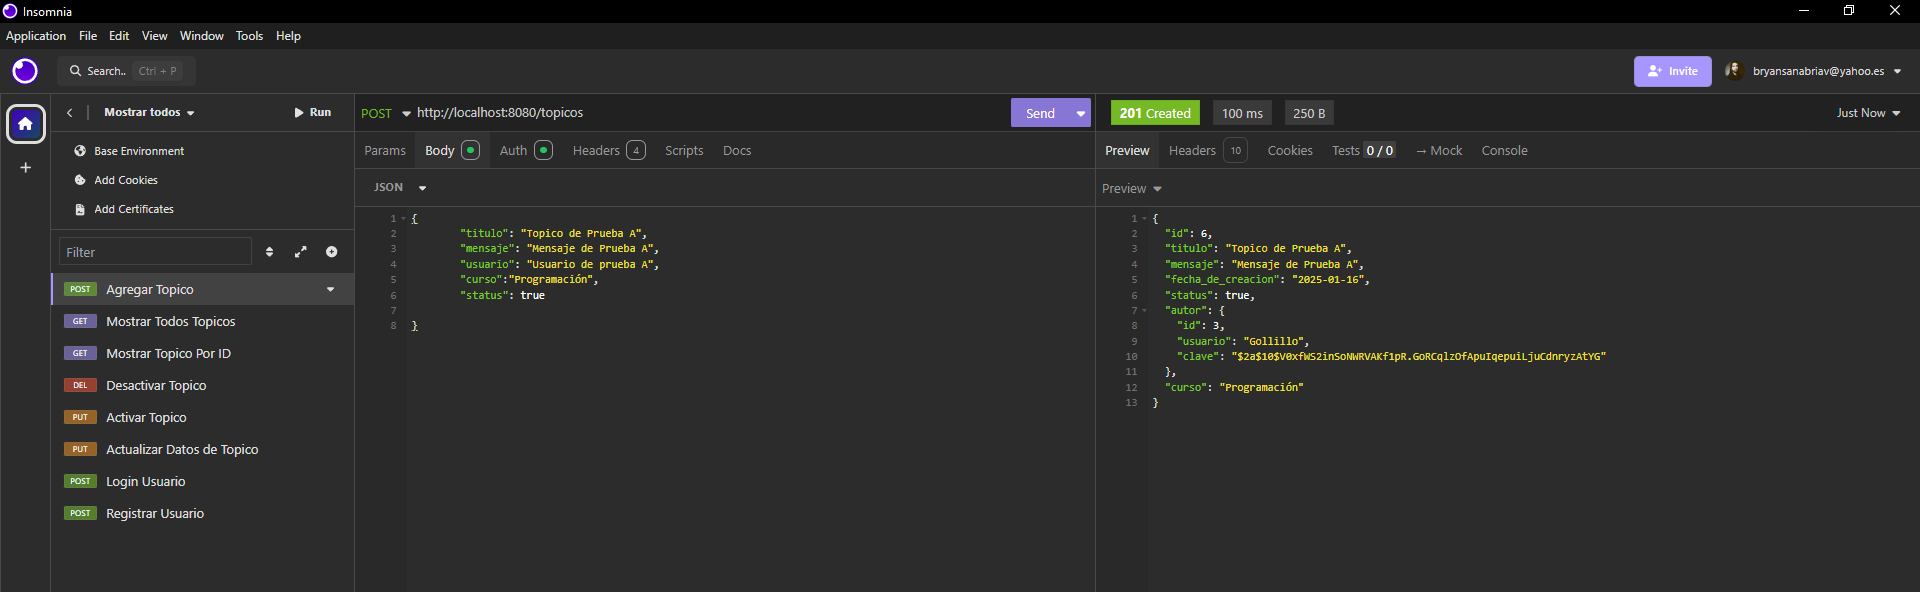 Insomnia
Application File Edit View Window Tools Help
Search.. Ctrl + P
Invite
bryansanabriav@yahoo.es
Mostrar todos
Run
Base Environment
Add Cookies
Add Certificates
Filter
POST Agregar Topico
GET Mostrar Todos Topicos
GET Mostrar Topico Por ID
DEL Desactivar Topico
PUT Activar Topico
PUT Actualizar Datos de Topico
POST Login Usuario
POST Registrar Usuario
POST http://localhost:8080/topicos
Send
Params Body Auth Headers 4 Scripts Docs
JSON
1 {
2 "titulo": "Topico de Prueba A",
3 "mensaje": "Mensaje de Prueba A",
4 "usuario": "Usuario de prueba A",
5 "curso":"Programación",
6 "status": true
7
8 }
201 Created 100 ms 250 B
Just Now
Preview Headers 10 Cookies Tests 0 / 0 → Mock Console
Preview
1 {
2 "id": 6,
3 "titulo": "Topico de Prueba A",
4 "mensaje": "Mensaje de Prueba A",
5 "fecha_de_creacion": "2025-01-16",
6 "status": true,
7 "autor": {
8 "id": 3,
9 "usuario": "Gollillo",
10 "clave": "$2a$10$V0xfWS2inSoNWRVAKf1pR.GoRCqlzOfApuIqepuiLjuCdnryzAtYG"
11 },
12 "curso": "Programación"
13 }